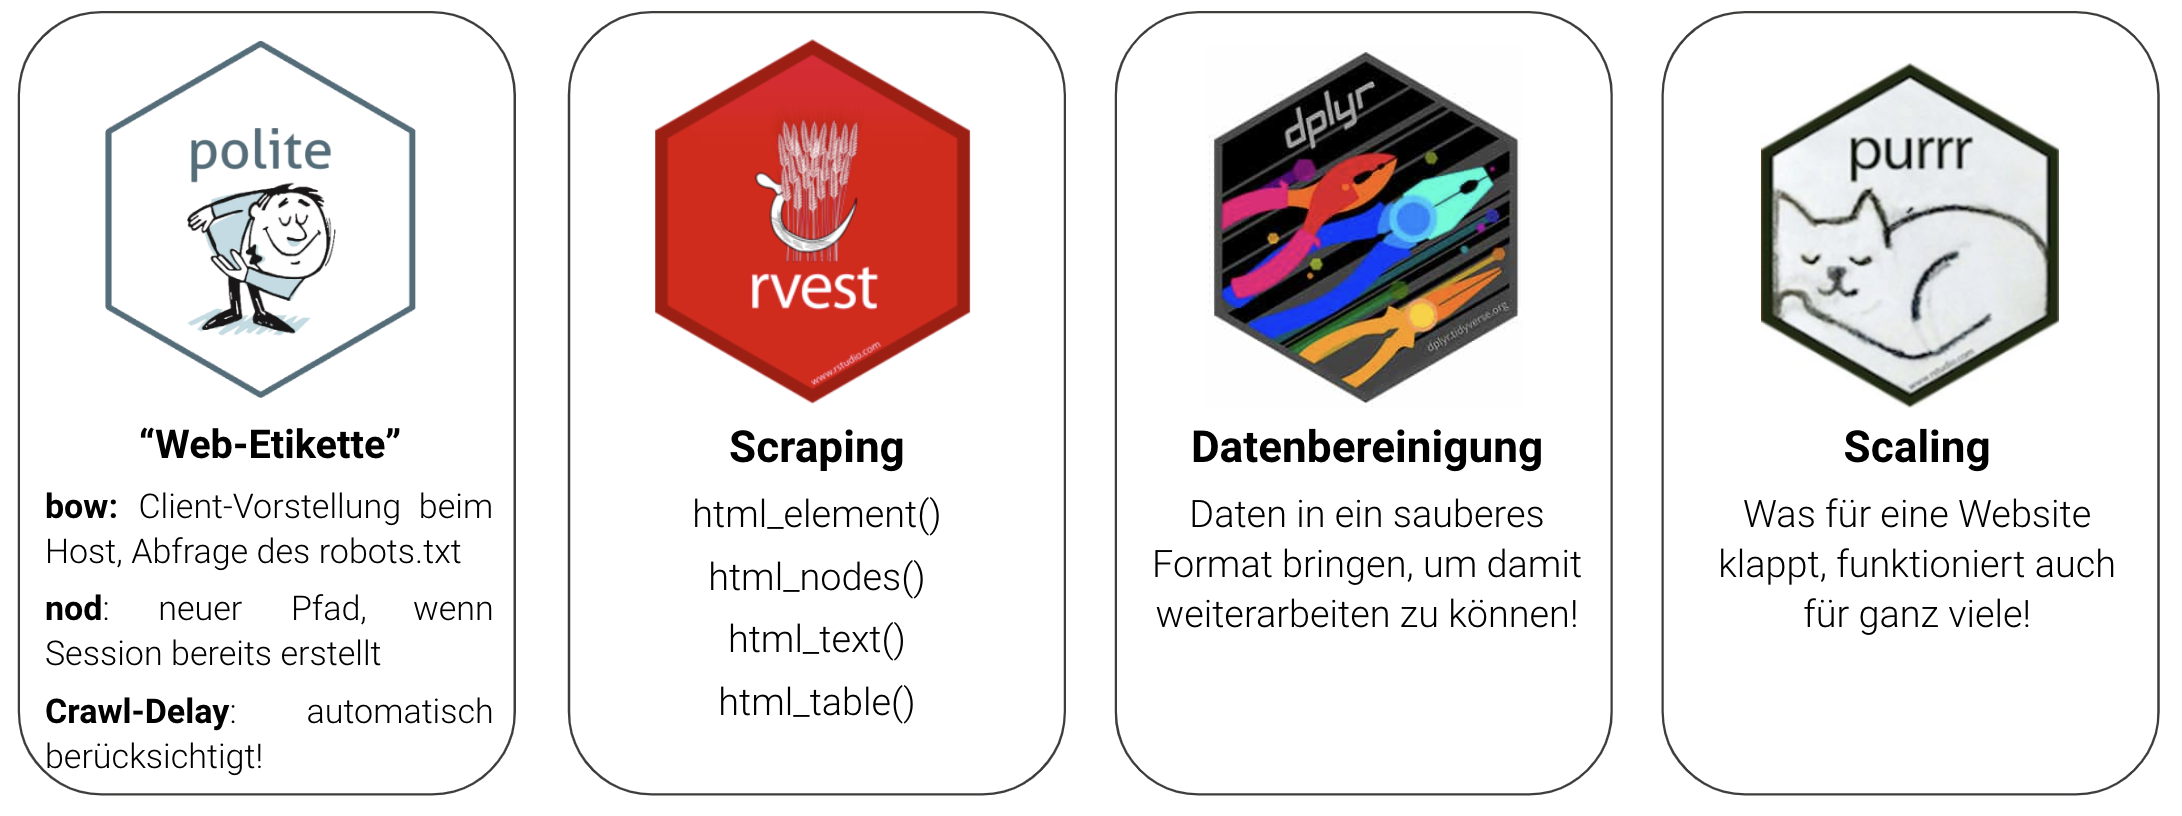 polite
“Web-Etikette”
bow: Client-Vorstellung beim
Host, Abfrage des robots.txt
nod: neuer Pfad, wenn
Session bereits erstellt
Crawl-Delay: automatisch
berücksichtigt!
rvest
www.rstudio.com
Scraping
html_element()
html_nodes()
html_text()
html_table()
dplyr
dplyr.tidyverse.org
Datenbereinigung
Daten in ein sauberes
Format bringen, um damit
weiterarbeiten zu können!
purrr
www.rstudio.com
Scaling
Was für eine Website
klappt, funktioniert auch
für ganz viele!